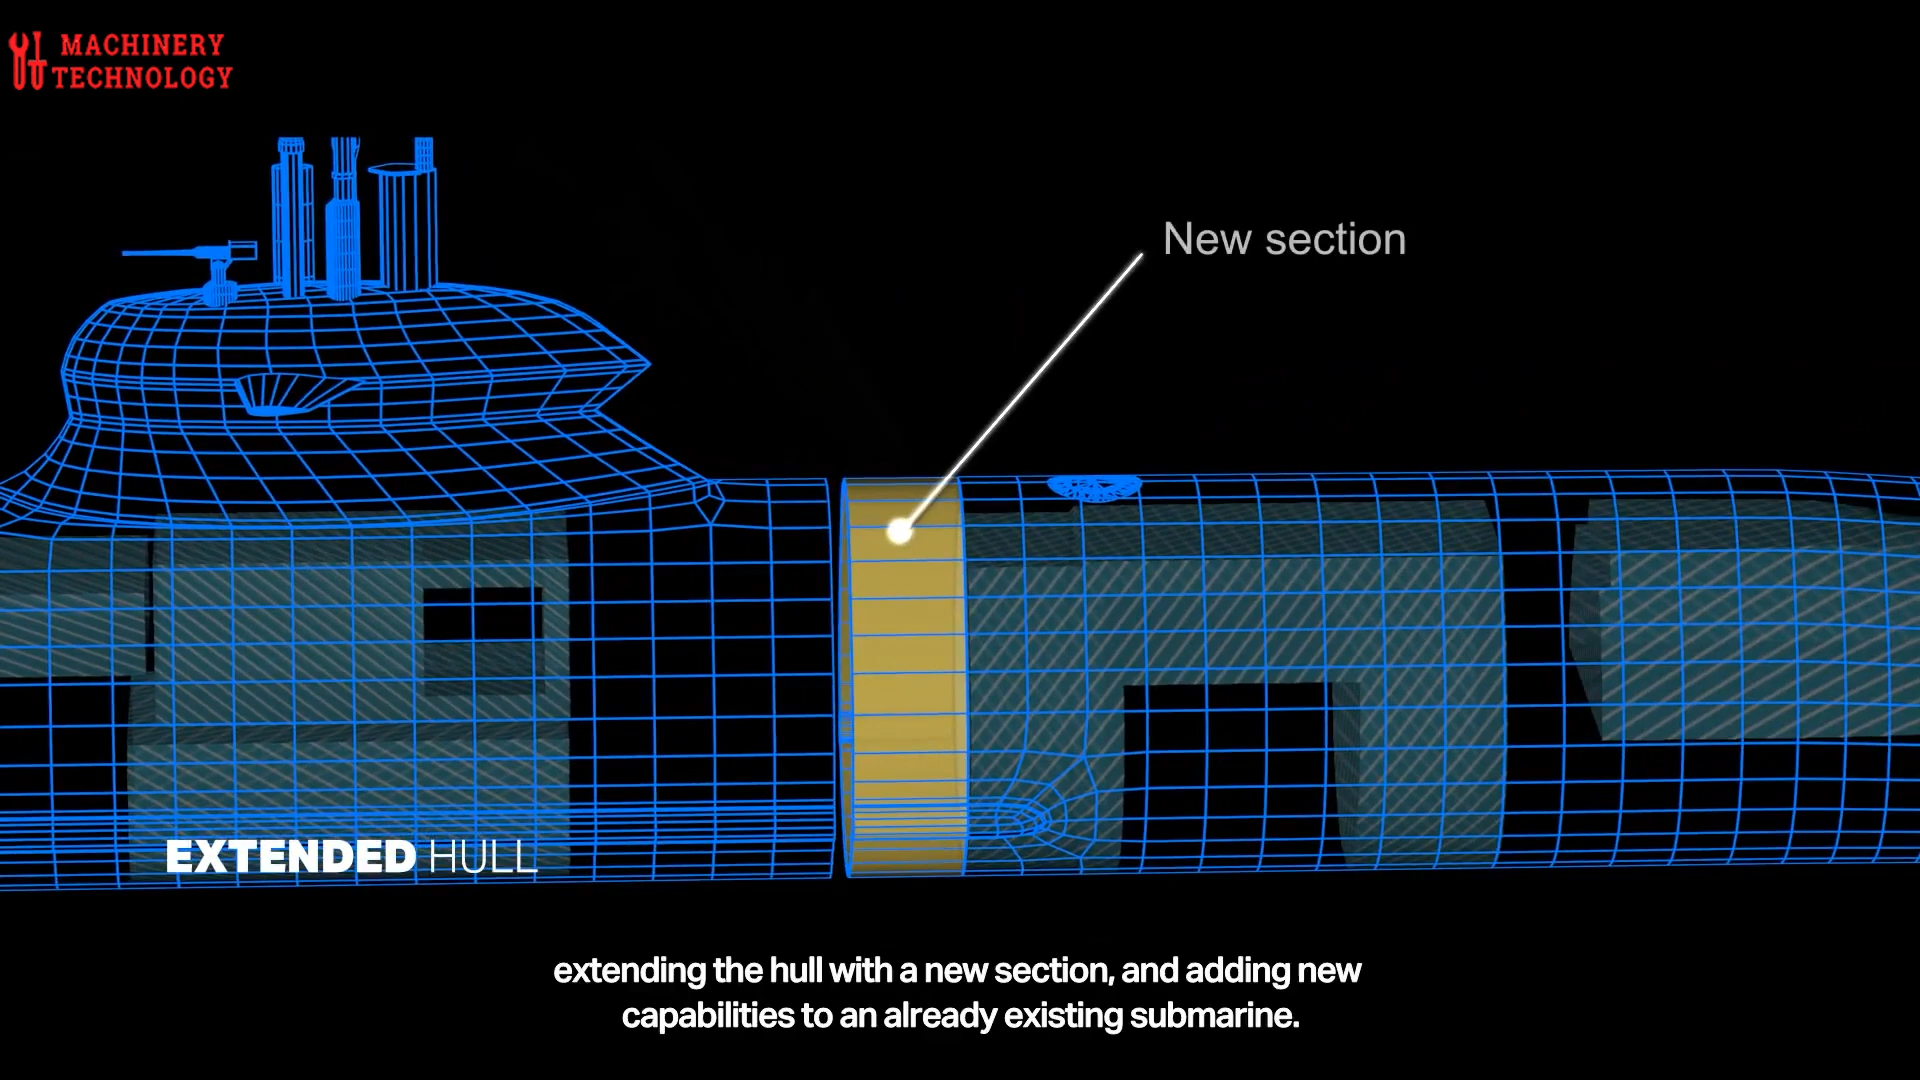 MACHINERY
TECHNOLOGY
New section
EXTENDED HULL
extending the hull with a new section, and adding new
capabilities to an already existing submarine.